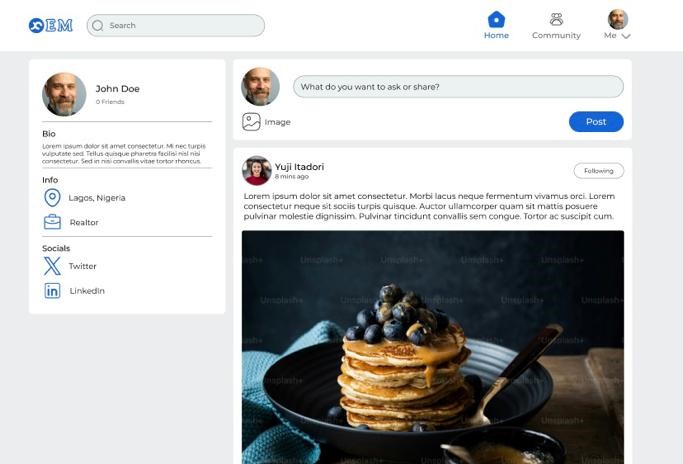 OEM
Search
Home
Community
Me
John Doe
0 Friends
Bio
Lorem ipsum dolor sit amet consectetur. Mi nec turpis
vulputate sed. Tellus quisque pharetra facilisi nisl nisi
consectetur. Sed in nisi convallis vitae tortor rhoncus.
Info
Lagos, Nigeria
Realtor
Socials
Twitter
LinkedIn
What do you want to ask or share?
Image
Post
Yuji Itadori
8 mins ago
Following
Lorem ipsum dolor sit amet consectetur. Morbi lacus neque fermentum vivamus orci. Lorem
consectetur neque sit sociis turpis quisque. Auctor ullamcorper quam sit mattis posuere
pulvinar molestie dignissim. Pulvinar tincidunt convallis sem congue. Tortor ac suscipit cum.
Unsplash+